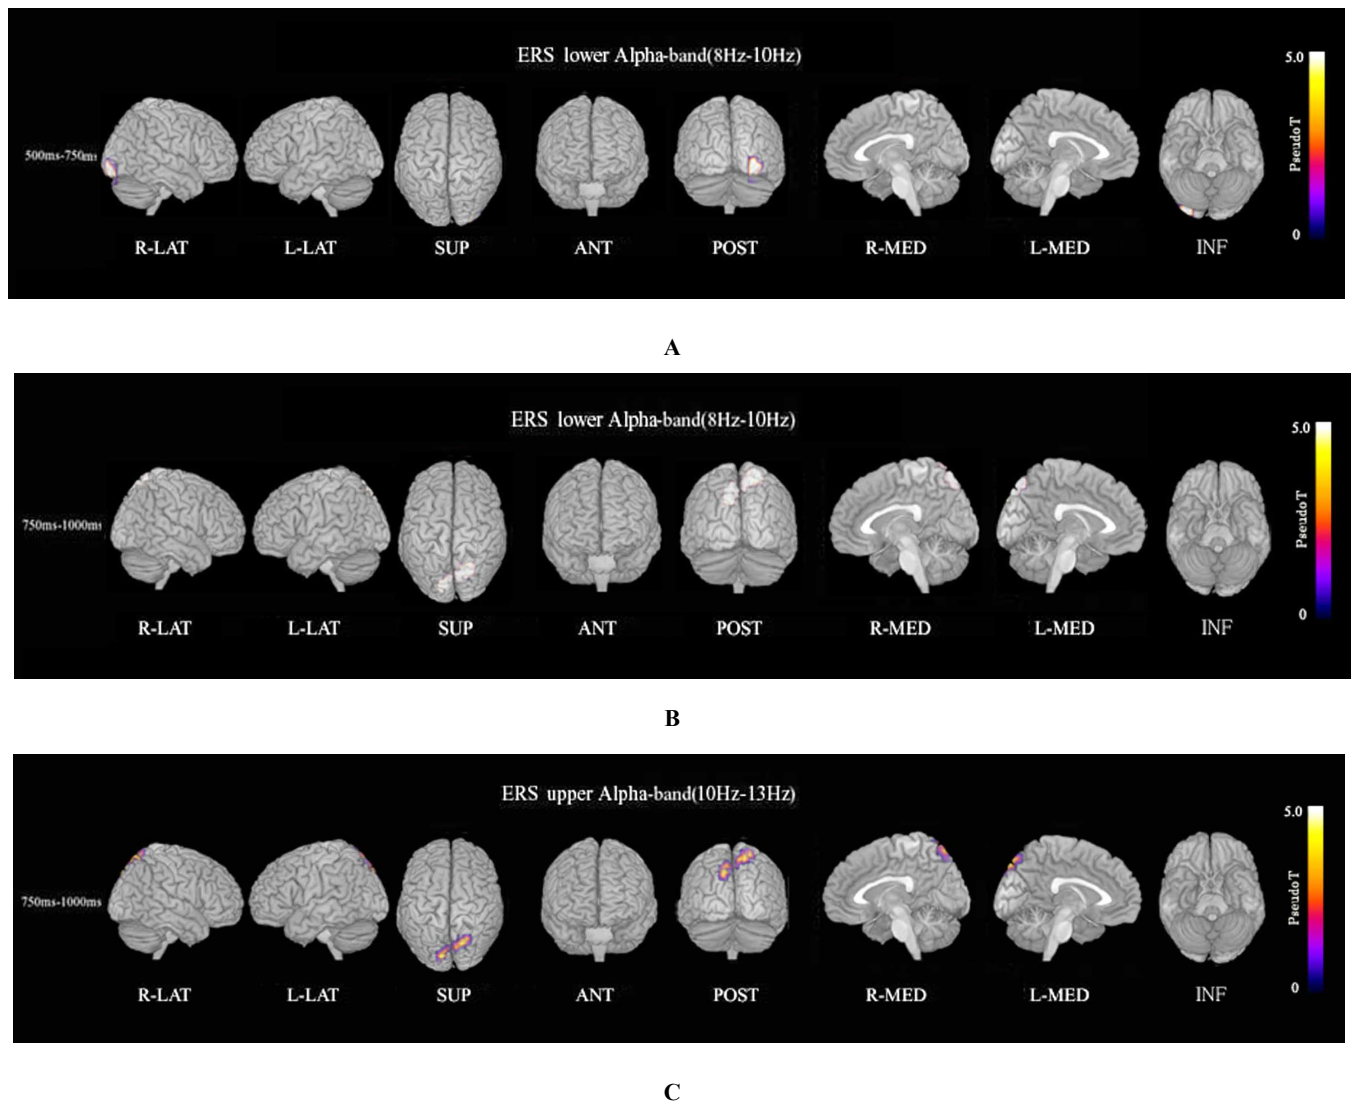 ERS lower Alpha-band(8Hz-10Hz)
5.0
500ms-750ms
Pseudo T
0
R-LAT L-LAT SUP ANT POST R-MED L-MED INF
A
ERS lower Alpha-band(8Hz-10Hz)
5.0
750ms-1000ms
Pseudo T
0
R-LAT L-LAT SUP ANT POST R-MED L-MED INF
B
ERS upper Alpha-band(10Hz-13Hz)
5.0
750ms-1000ms
Pseudo T
0
R-LAT L-LAT SUP ANT POST R-MED L-MED INF
C